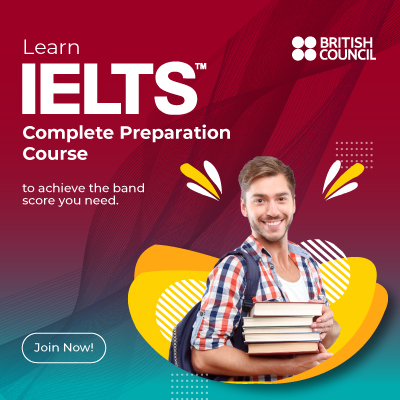 Learn
BRITISH
COUNCIL
IELTS™
Complete Preparation
Course
to achieve the band
score you need.
Join Now!